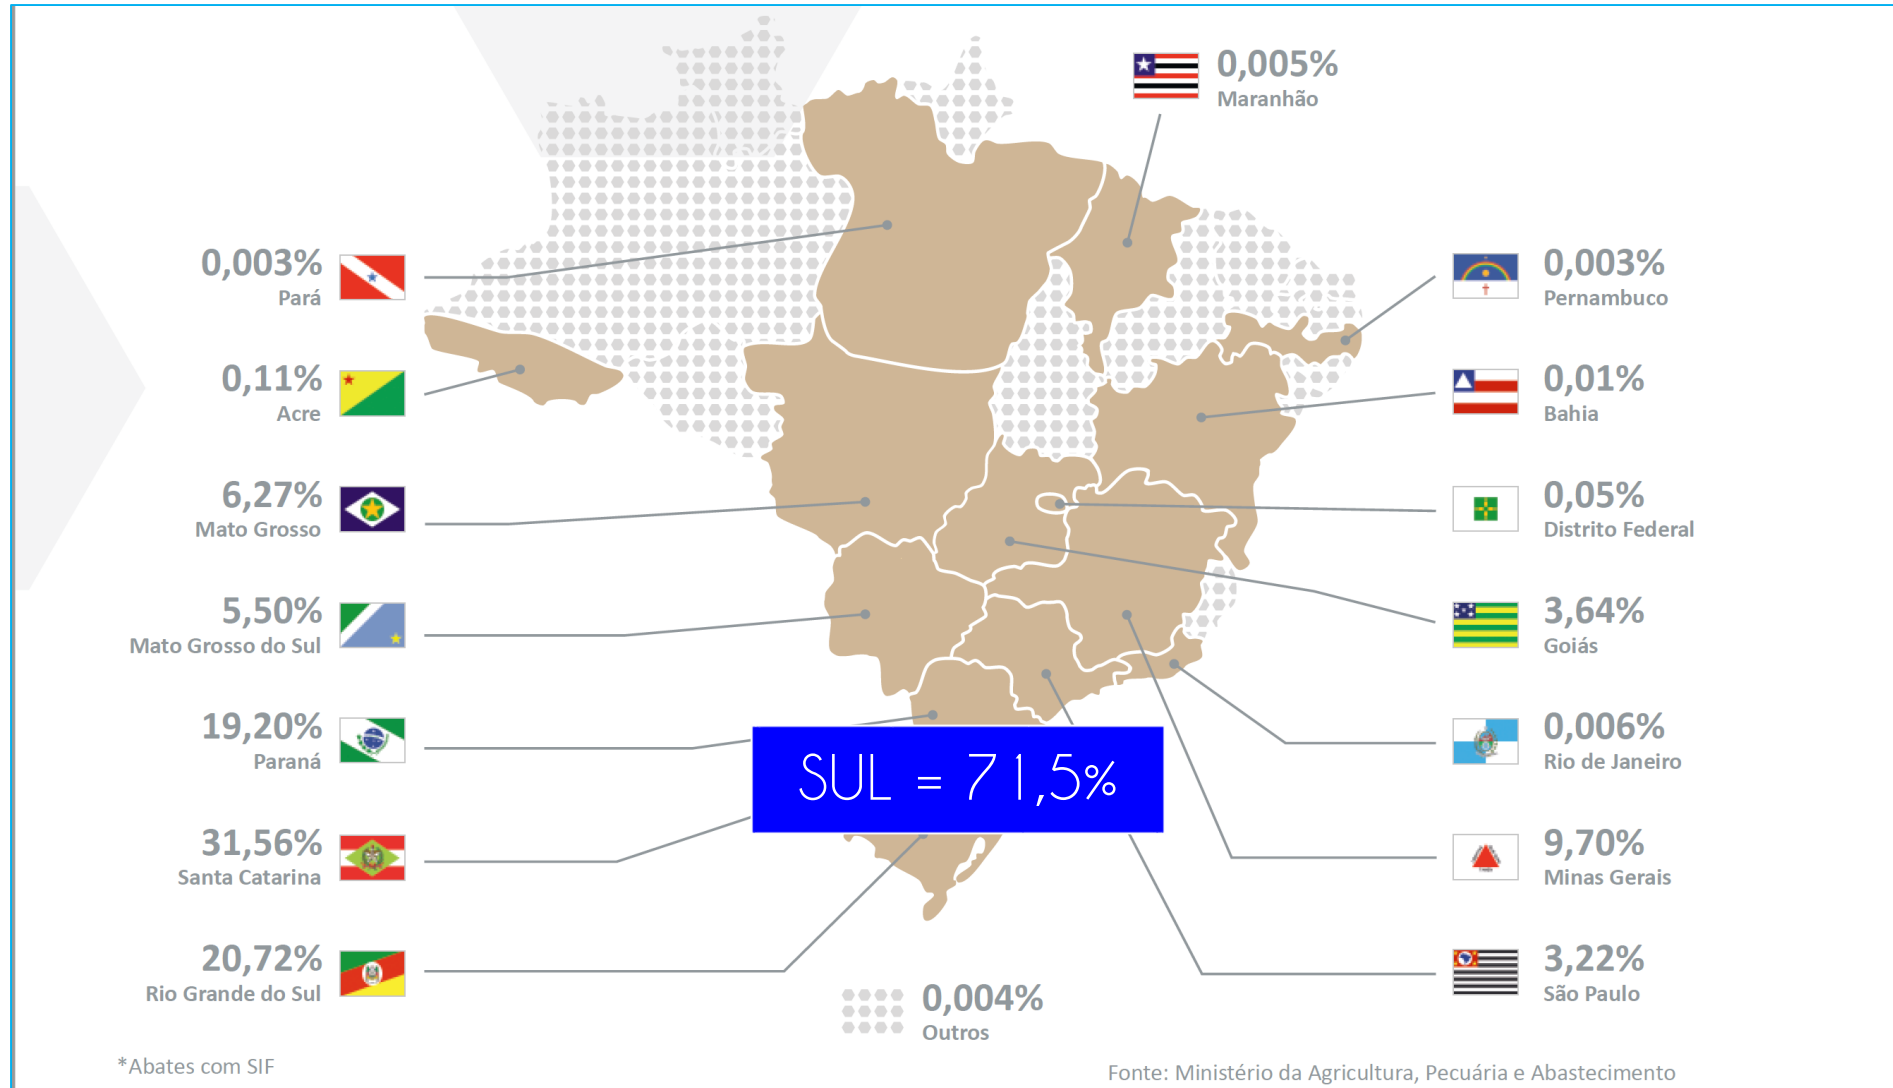 0,005%
Maranhão
0,003%
Pará
0,11%
Acre
6,27%
Mato Grosso
5,50%
Mato Grosso do Sul
19,20%
Paraná
31,56%
Santa Catarina
20,72%
Rio Grande do Sul
SUL = 71,5%
0,003%
Pernambuco
0,01%
Bahia
0,05%
Distrito Federal
3,64%
Goiás
0,006%
Rio de Janeiro
9,70%
Minas Gerais
3,22%
São Paulo
0,004%
Outros
*Abates com SIF
Fonte: Ministério da Agricultura, Pecuária e Abastecimento